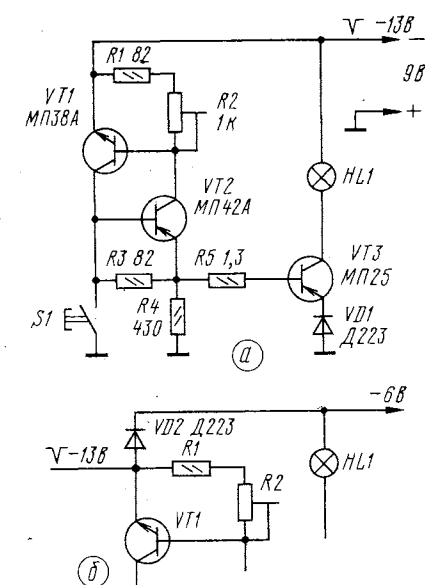 R1 82
−13В
−
9В
+
VT1
МП38А
R2
1К
HL1
VT2
МП42А
R3 82
R5 1,3
VT3
МП25
S1
R4
430
VD1
Д223
а
−6В
VD2 Д223
−13В
R1
R2
HL1
VT1
б